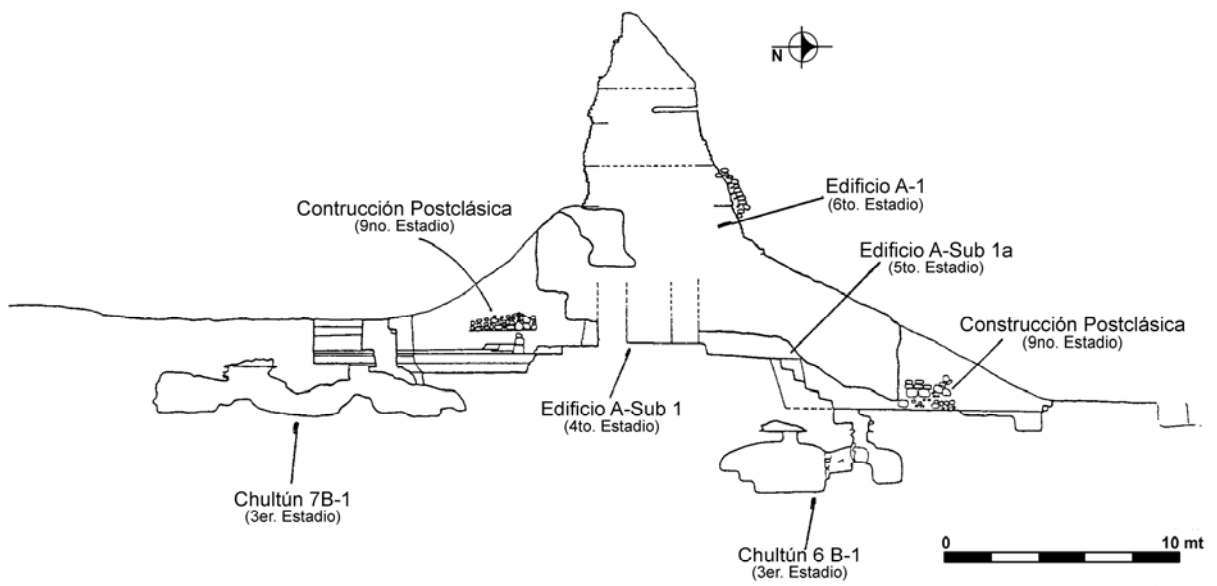 N
Contrucción Postclásica
(9no. Estadio)
Edificio A-1
(6to. Estadio)
Edificio A-Sub 1a
(5to. Estadio)
Construcción Postclásica
(9no. Estadio)
Edificio A-Sub 1
(4to. Estadio)
Chultún 7B-1
(3er. Estadio)
Chultún 6 B-1
(3er. Estadio)
0 10 mt